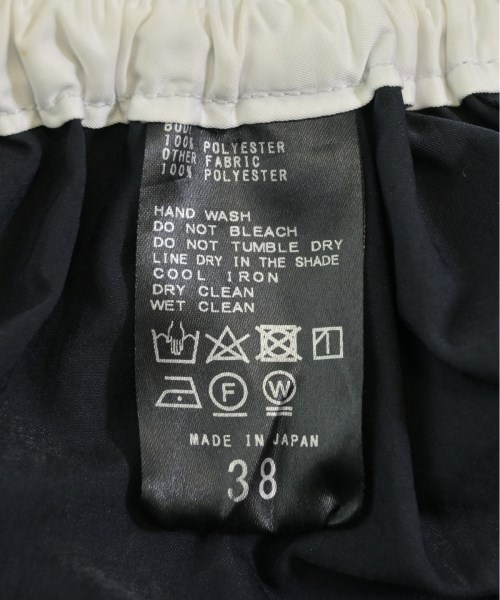 BODY
100% POLYESTER
OTHER FABRIC
100% POLYESTER
HAND WASH
DO NOT BLEACH
DO NOT TUMBLE DRY
LINE DRY IN THE SHADE
COOL IRON
DRY CLEAN
WET CLEAN
F W
MADE IN JAPAN
38